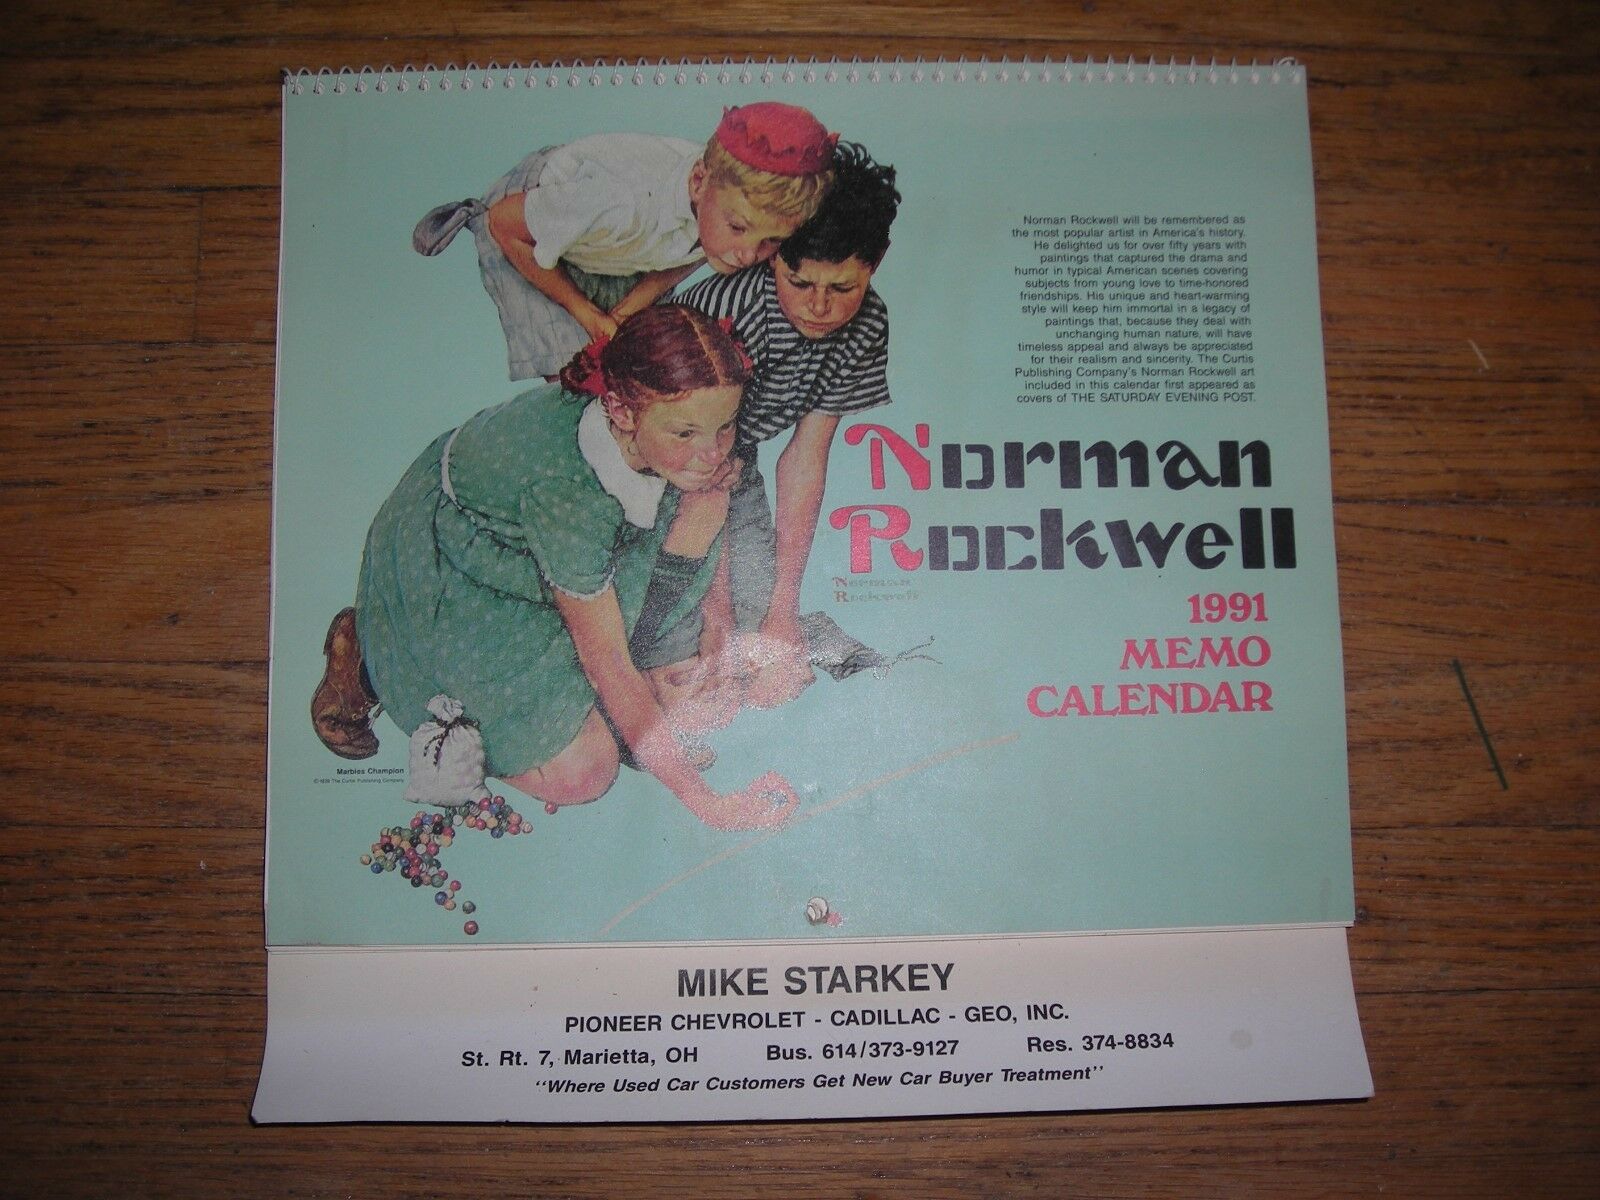 Norman Rockwell will be remembered as
the most popular artist in America's history.
He delighted us for over fifty years with
paintings that captured the drama and
humor in typical American scenes covering
subjects from young love to time-honored
friendships. His unique and heart-warming
style will keep him immortal in a legacy of
paintings that, because they deal with
unchanging human nature, will have
timeless appeal and always be appreciated
for their realism and sincerity. The Curtis
Publishing Company's Norman Rockwell art
included in this calendar first appeared as
covers of THE SATURDAY EVENING POST.
Norman
Rockwell
Norman
Rockwell
1991
MEMO
CALENDAR
Marbles Champion
© 1939 The Curtis Publishing Company
MIKE STARKEY
PIONEER CHEVROLET - CADILLAC - GEO, INC.
St. Rt. 7, Marietta, OH Bus. 614/373-9127 Res. 374-8834
"Where Used Car Customers Get New Car Buyer Treatment"